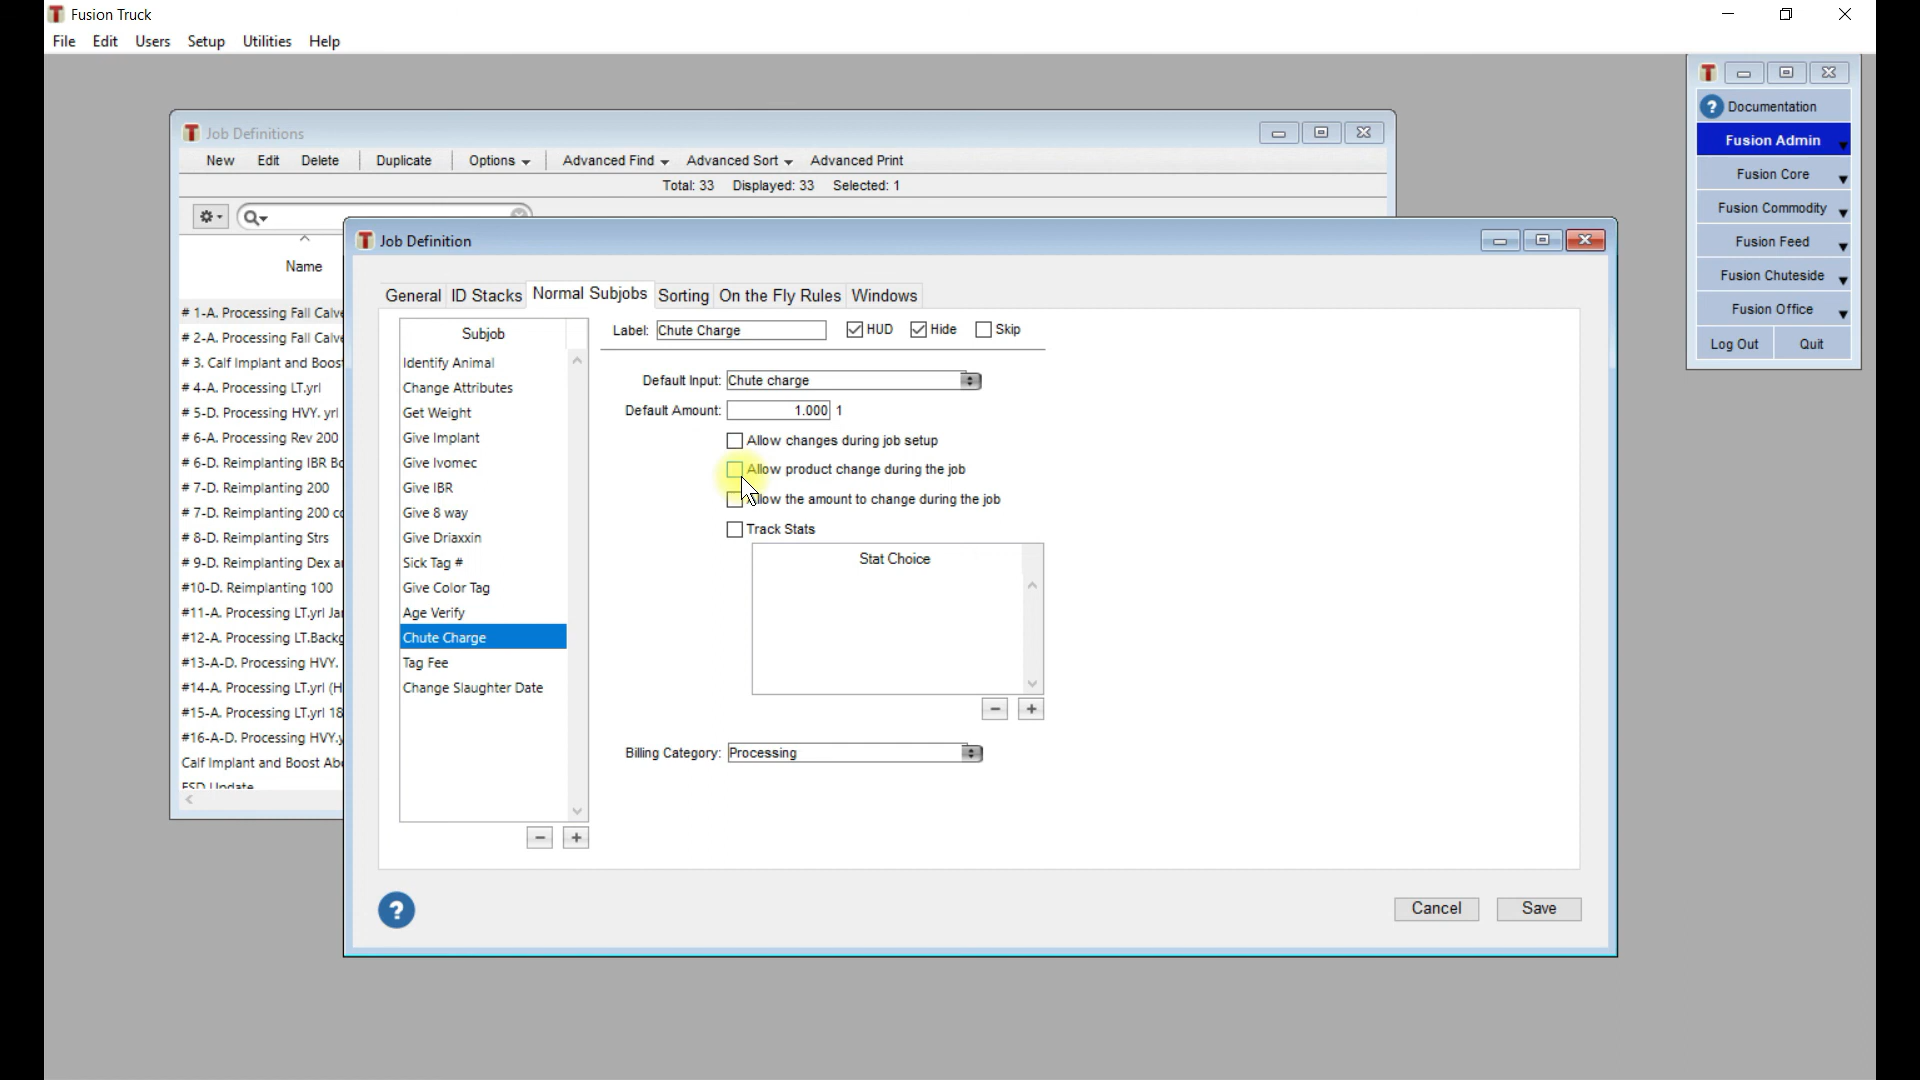 Fusion Truck
File Edit Users Setup Utilities Help
Documentation
Fusion Admin
Fusion Core
Fusion Commodity
Fusion Feed
Fusion Chuteside
Fusion Office
Log Out Quit
Job Definitions
New Edit Delete Duplicate Options Advanced Find Advanced Sort Advanced Print
Total: 33 Displayed: 33 Selected: 1
Name
# 1-A. Processing Fall Calve
# 2-A. Processing Fall Calve
# 3. Calf Implant and Boost
# 4-A. Processing LT.yrl
# 5-D. Processing HVY. yrl
# 6-A. Processing Rev 200
# 6-D. Reimplanting IBR Bo
# 7-D. Reimplanting 200
# 7-D. Reimplanting 200 co
# 8-D. Reimplanting Strs
# 9-D. Reimplanting Dex a
#10-D. Reimplanting 100
#11-A. Processing LT.yrl Jar
#12-A. Processing LT.Backg
#13-A-D. Processing HVY.
#14-A. Processing LT.yrl (H
#15-A. Processing LT.yrl 18
#16-A-D. Processing HVY.y
Calf Implant and Boost Abe
FSD Update
Job Definition
General ID Stacks Normal Subjobs Sorting On the Fly Rules Windows
Subjob
Identify Animal
Change Attributes
Get Weight
Give Implant
Give Ivomec
Give IBR
Give 8 way
Give Driaxxin
Sick Tag #
Give Color Tag
Age Verify
Chute Charge
Tag Fee
Change Slaughter Date
Label: Chute Charge HUD Hide Skip
Default Input: Chute charge
Default Amount: 1.000 1
Allow changes during job setup
Allow product change during the job
Allow the amount to change during the job
Track Stats
Stat Choice
Billing Category: Processing
Cancel Save